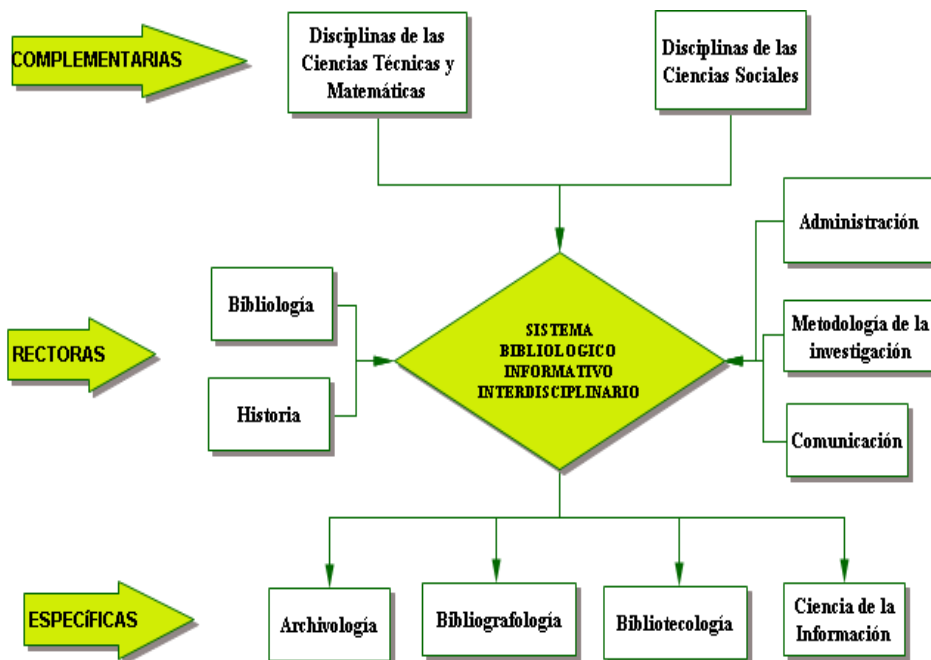 COMPLEMENTARIAS
Disciplinas de las
Ciencias Técnicas y
Matemáticas
Disciplinas de las
Ciencias Sociales
Administración
Bibliología
RECTORAS
SISTEMA
BIBLIOLOGICO
INFORMATIVO
INTERDISCIPLINARIO
Metodología de la
investigación
Historia
Comunicación
ESPECÍFICAS
Archivología
Bibliografología
Bibliotecología
Ciencia de la
Información